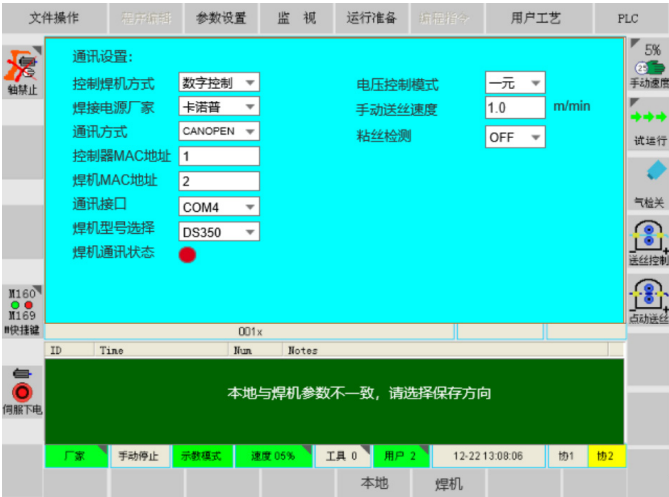 文件操作 程序编辑 参数设置 监 视 运行准备 编程指令 用户工艺 PLC
通讯设置:
控制焊机方式 数字控制 电压控制模式 一元
焊接电源厂家 卡诺普 手动送丝速度 1.0 m/min
通讯方式 CANOPEN 粘丝检测 OFF
控制器MAC地址 1
焊机MAC地址 2
通讯接口 COM4
焊机型号选择 DS350
焊机通讯状态
轴禁止
M160
M169
M快捷键
伺服下电
5%
手动速度
试运行
气检关
送丝控制
点动送丝
001x
ID Time Num Notes
本地与焊机参数不一致，请选择保存方向
厂家 手动停止 示教模式 速度 05% 工具 0 用户 2 12-22 13:08:06 协1 协2
本地 焊机